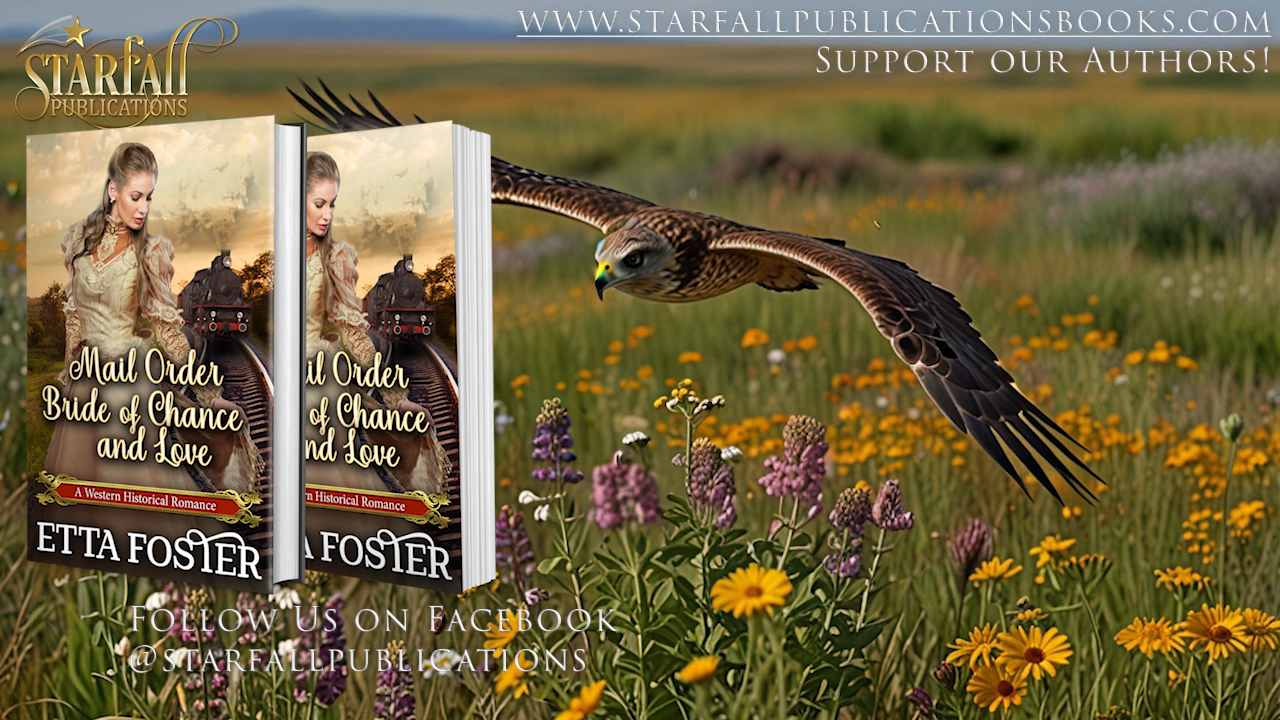 STARfall
PUBLICATIONS
www.starfallpublicationsbooks.com
Support our Authors!
Mail Order
Bride of Chance
and Love
A Western Historical Romance
ETTA FOSTER
il Order
of Chance
nd Love
rn Historical Romance
A FOSTER
Follow Us on Facebook
@starfallpublications